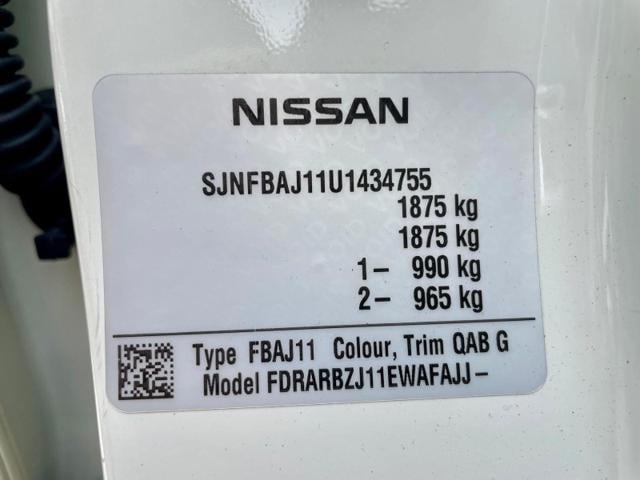 NISSAN
SJNFBAJ11U1434755
1875 kg
1875 kg
1– 990 kg
2– 965 kg
Type FBAJ11 Colour, Trim QAB G
Model FDRARBZJ11EWAFAJJ–